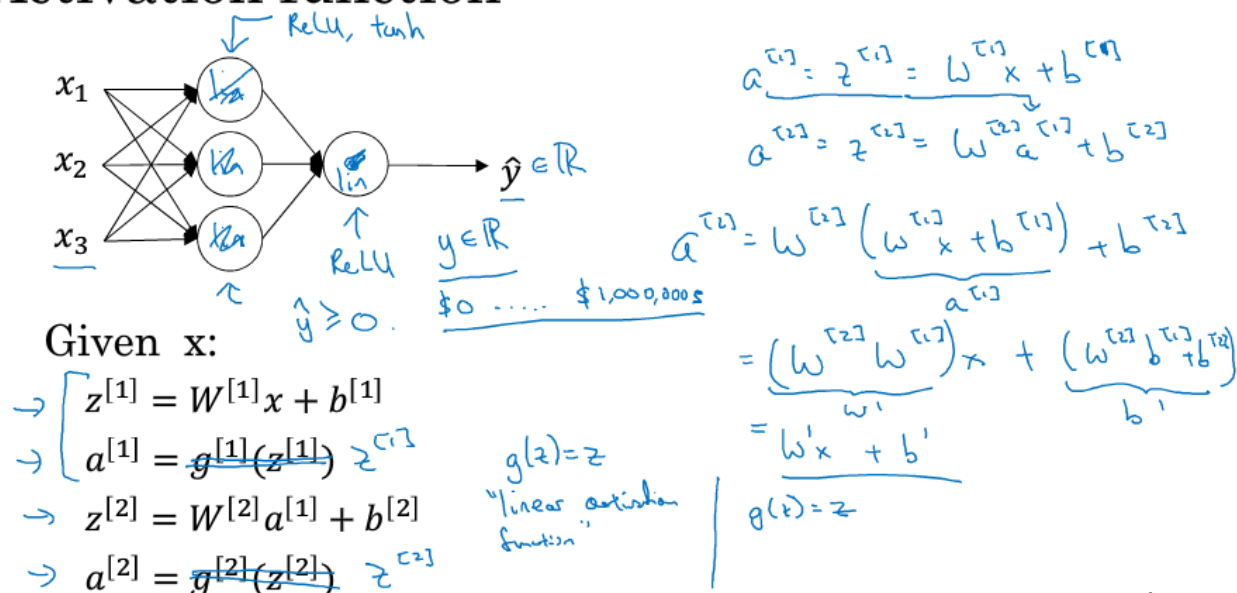 ReLU, tanh
x₁
x₂
x₃
lin
ŷ ∈ ℝ
ReLU
ŷ ≥ 0.
y ∈ ℝ
$0 ..... $1,000,000s
Given x:
→ z^[1] = W^[1]x + b^[1]
→ a^[1] = g^[1](z^[1]) z^[1]
→ z^[2] = W^[2]a^[1] + b^[2]
→ a^[2] = g^[2](z^[2]) z^[2]
g(z) = z
"linear activation
function"
a^[1] = z^[1] = W^[1]x + b^[1]
a^[2] = z^[2] = W^[2]a^[1] + b^[2]
a^[2] = W^[2](W^[1]x + b^[1]) + b^[2]
a^[1]
= (W^[2]W^[1])x + (W^[2]b^[1] + b^[2])
W' b'
= W'x + b'
g(z) = z